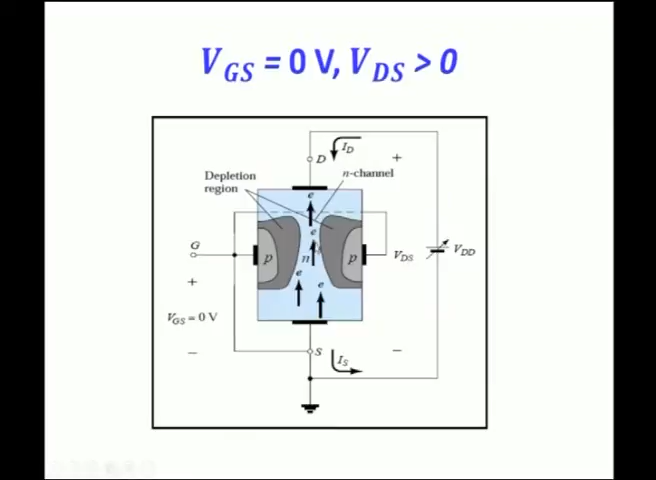 V_GS = 0 V, V_DS > 0
I_D
D
+
Depletion
region
n-channel
e
e
G
p
n
p
V_DS
V_DD
e
e
+
V_GS = 0 V
−
S
I_S
−